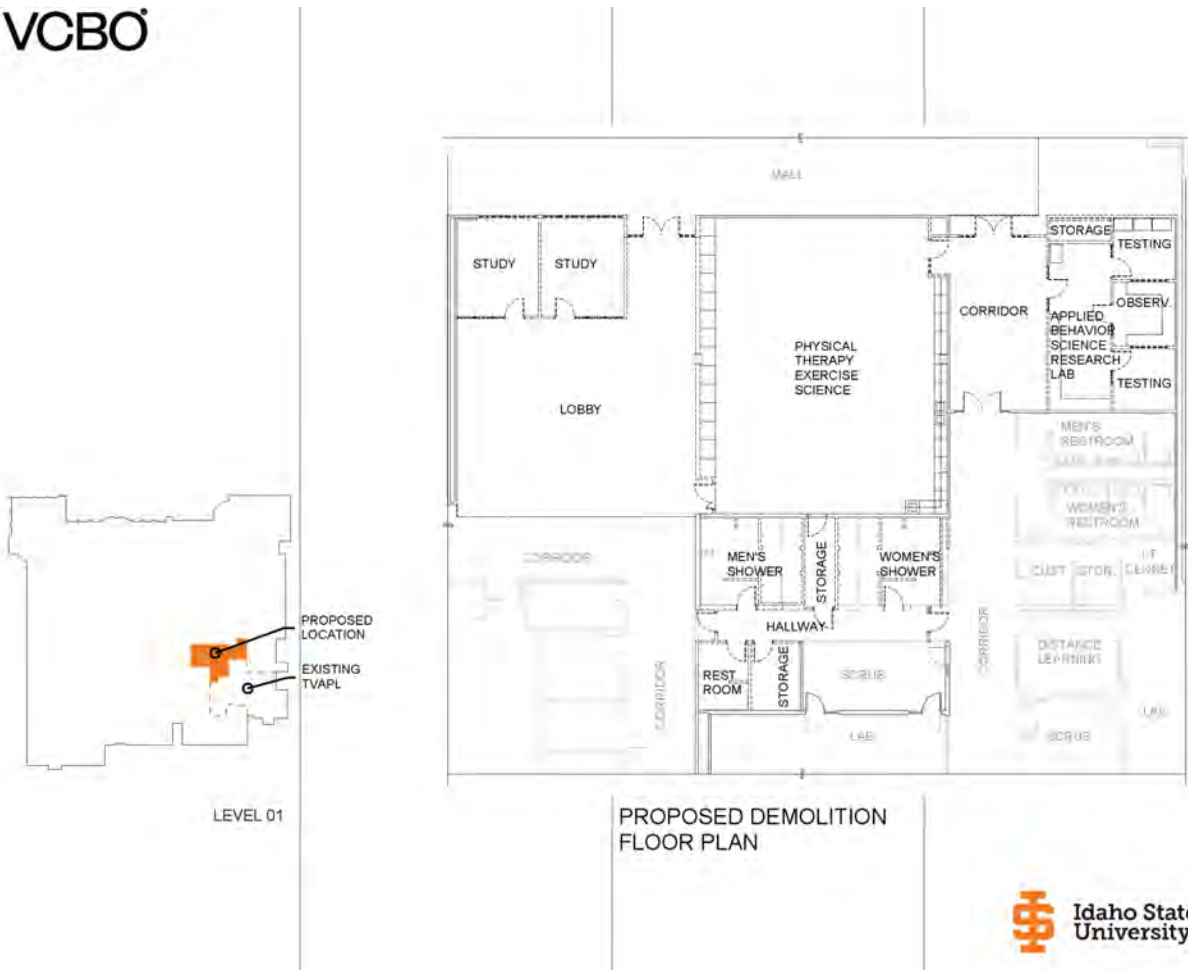 VCBO
MALL
STUDY
STUDY
LOBBY
PHYSICAL
THERAPY
EXERCISE
SCIENCE
CORRIDOR
STORAGE
TESTING
OBSERV.
APPLIED
BEHAVIOR
SCIENCE
RESEARCH
LAB
TESTING
MEN'S
RESTROOM
WOMEN'S
RESTROOM
CORRIDOR
MEN'S
SHOWER
STORAGE
WOMEN'S
SHOWER
CUST
STOR.
HALLWAY
CORRIDOR
CORRIDOR
DISTANCE
LEARNING
REST
ROOM
STORAGE
SCRUB
LAB
LAB
SCRUB
PROPOSED
LOCATION
EXISTING
TVAPL
LEVEL 01
PROPOSED DEMOLITION
FLOOR PLAN
Idaho State
University